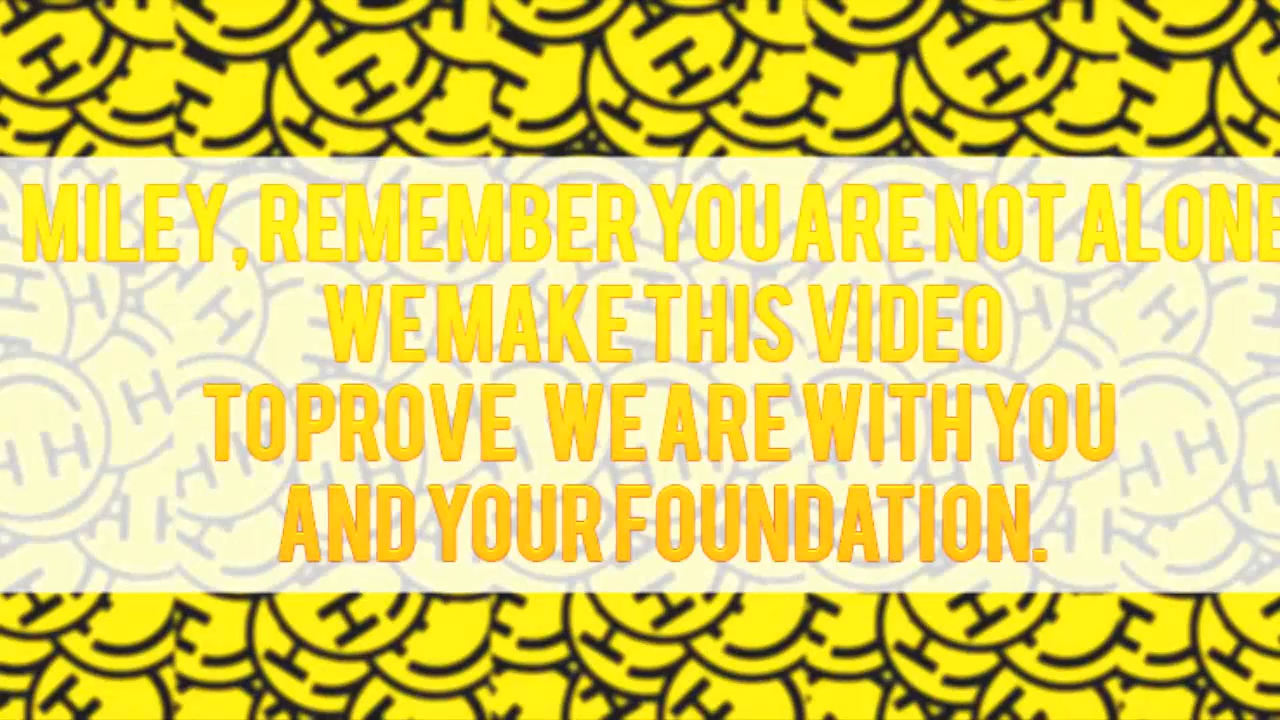 MILEY, REMEMBER YOU ARE NOT ALONE
WE MAKE THIS VIDEO
TO PROVE WE ARE WITH YOU
AND YOUR FOUNDATION.